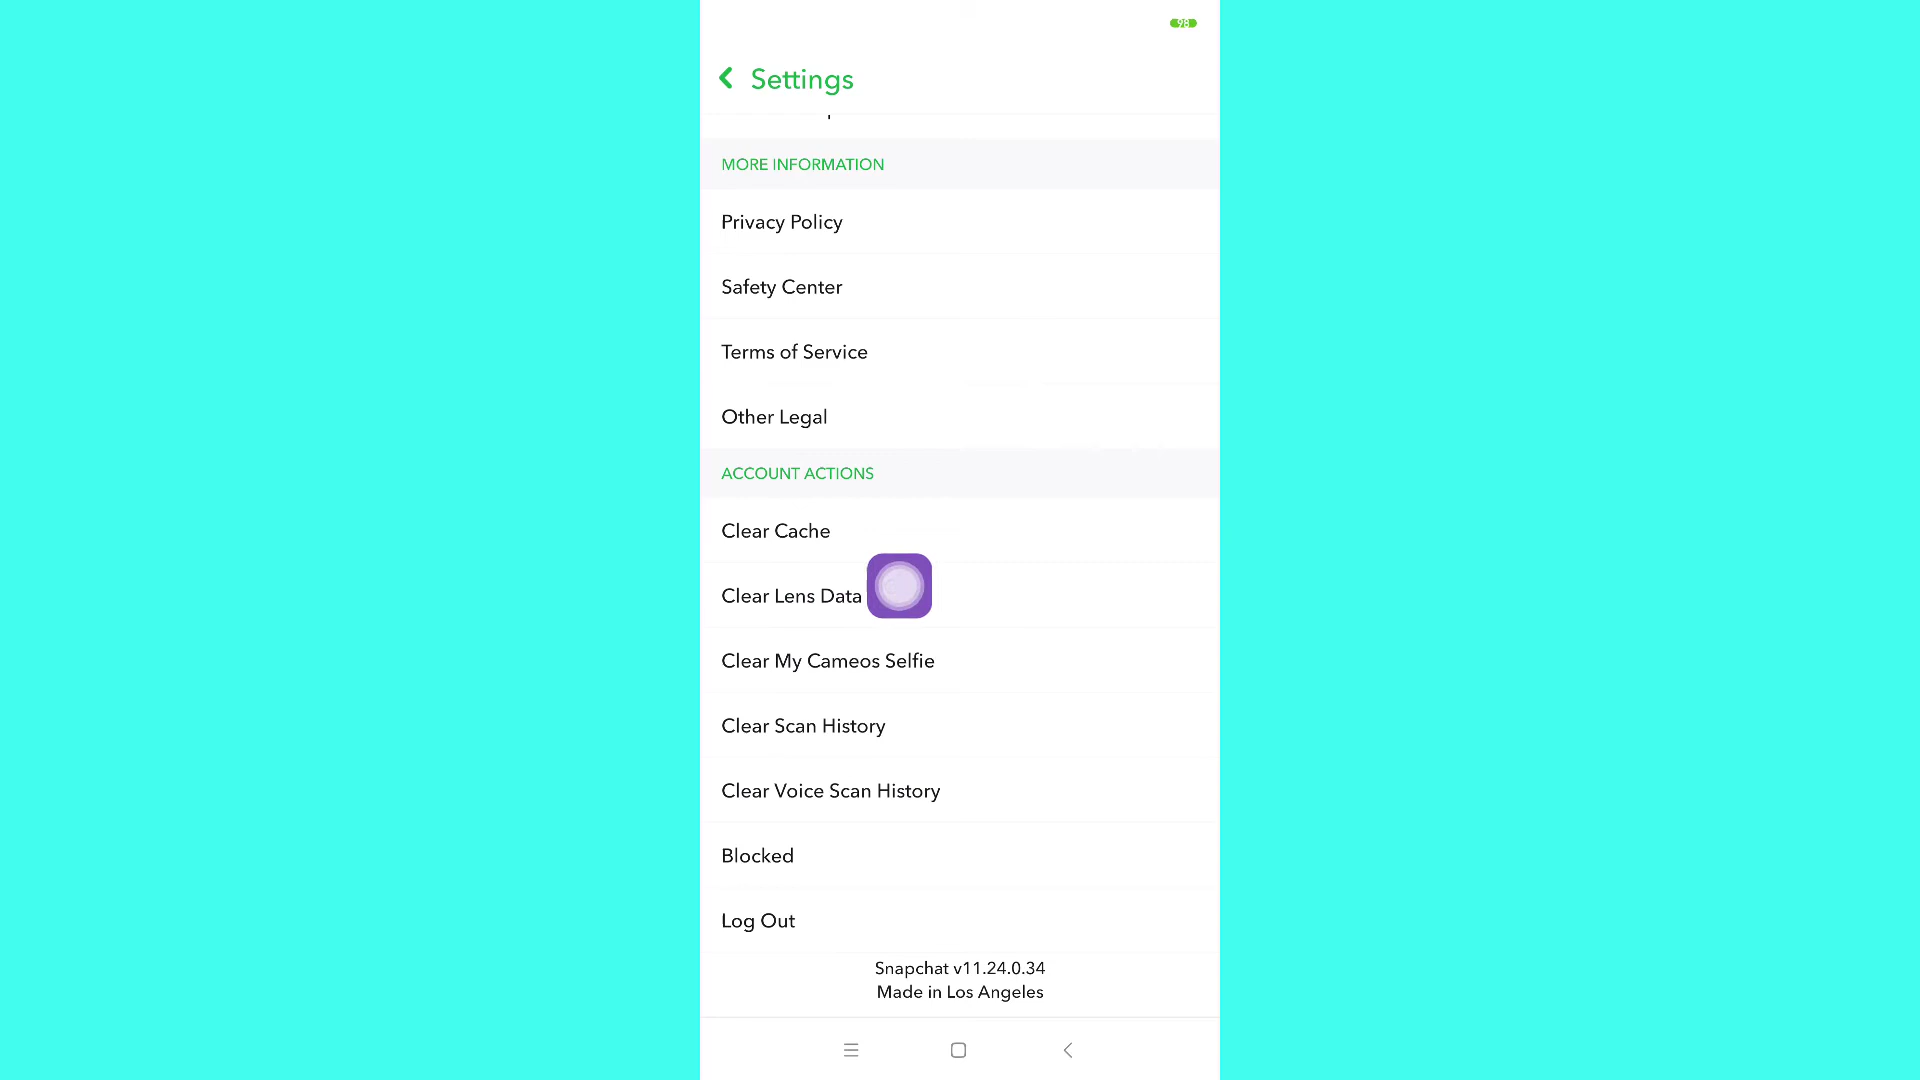 98
Settings
MORE INFORMATION
Privacy Policy
Safety Center
Terms of Service
Other Legal
ACCOUNT ACTIONS
Clear Cache
Clear Lens Data
Clear My Cameos Selfie
Clear Scan History
Clear Voice Scan History
Blocked
Log Out
Snapchat v11.24.0.34
Made in Los Angeles